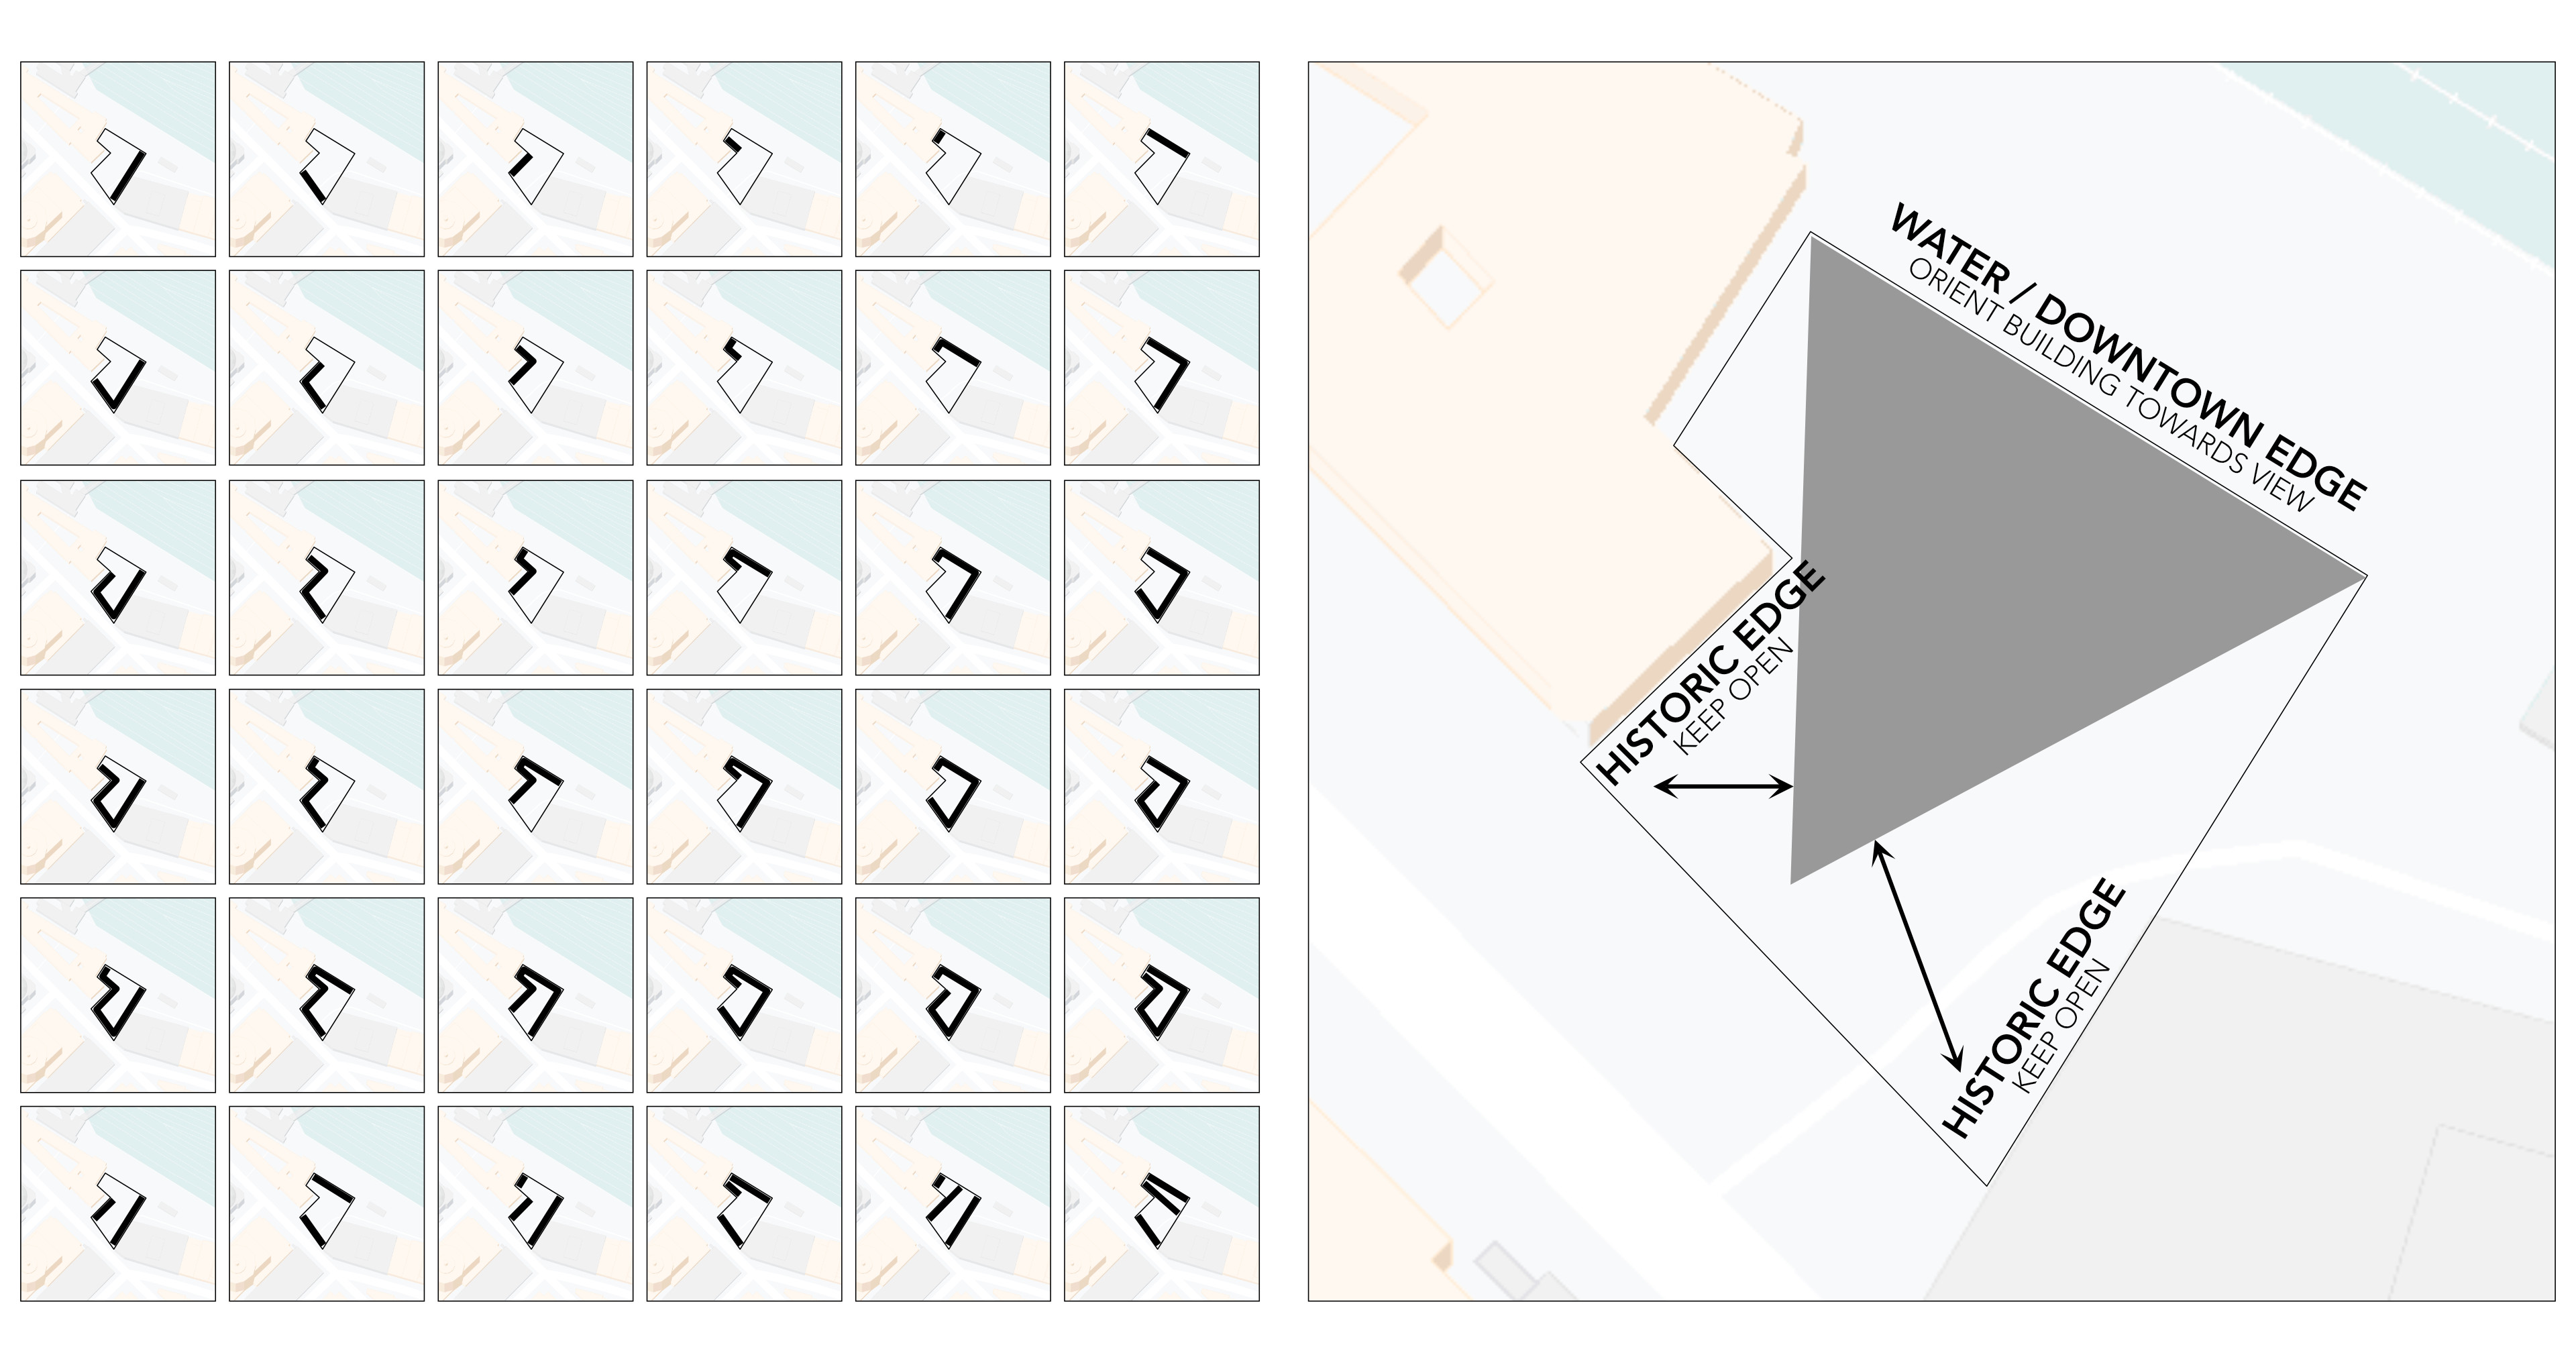 WATER / DOWNTOWN EDGE
ORIENT BUILDING TOWARDS VIEW
HISTORIC EDGE
KEEP OPEN
HISTORIC EDGE
KEEP OPEN